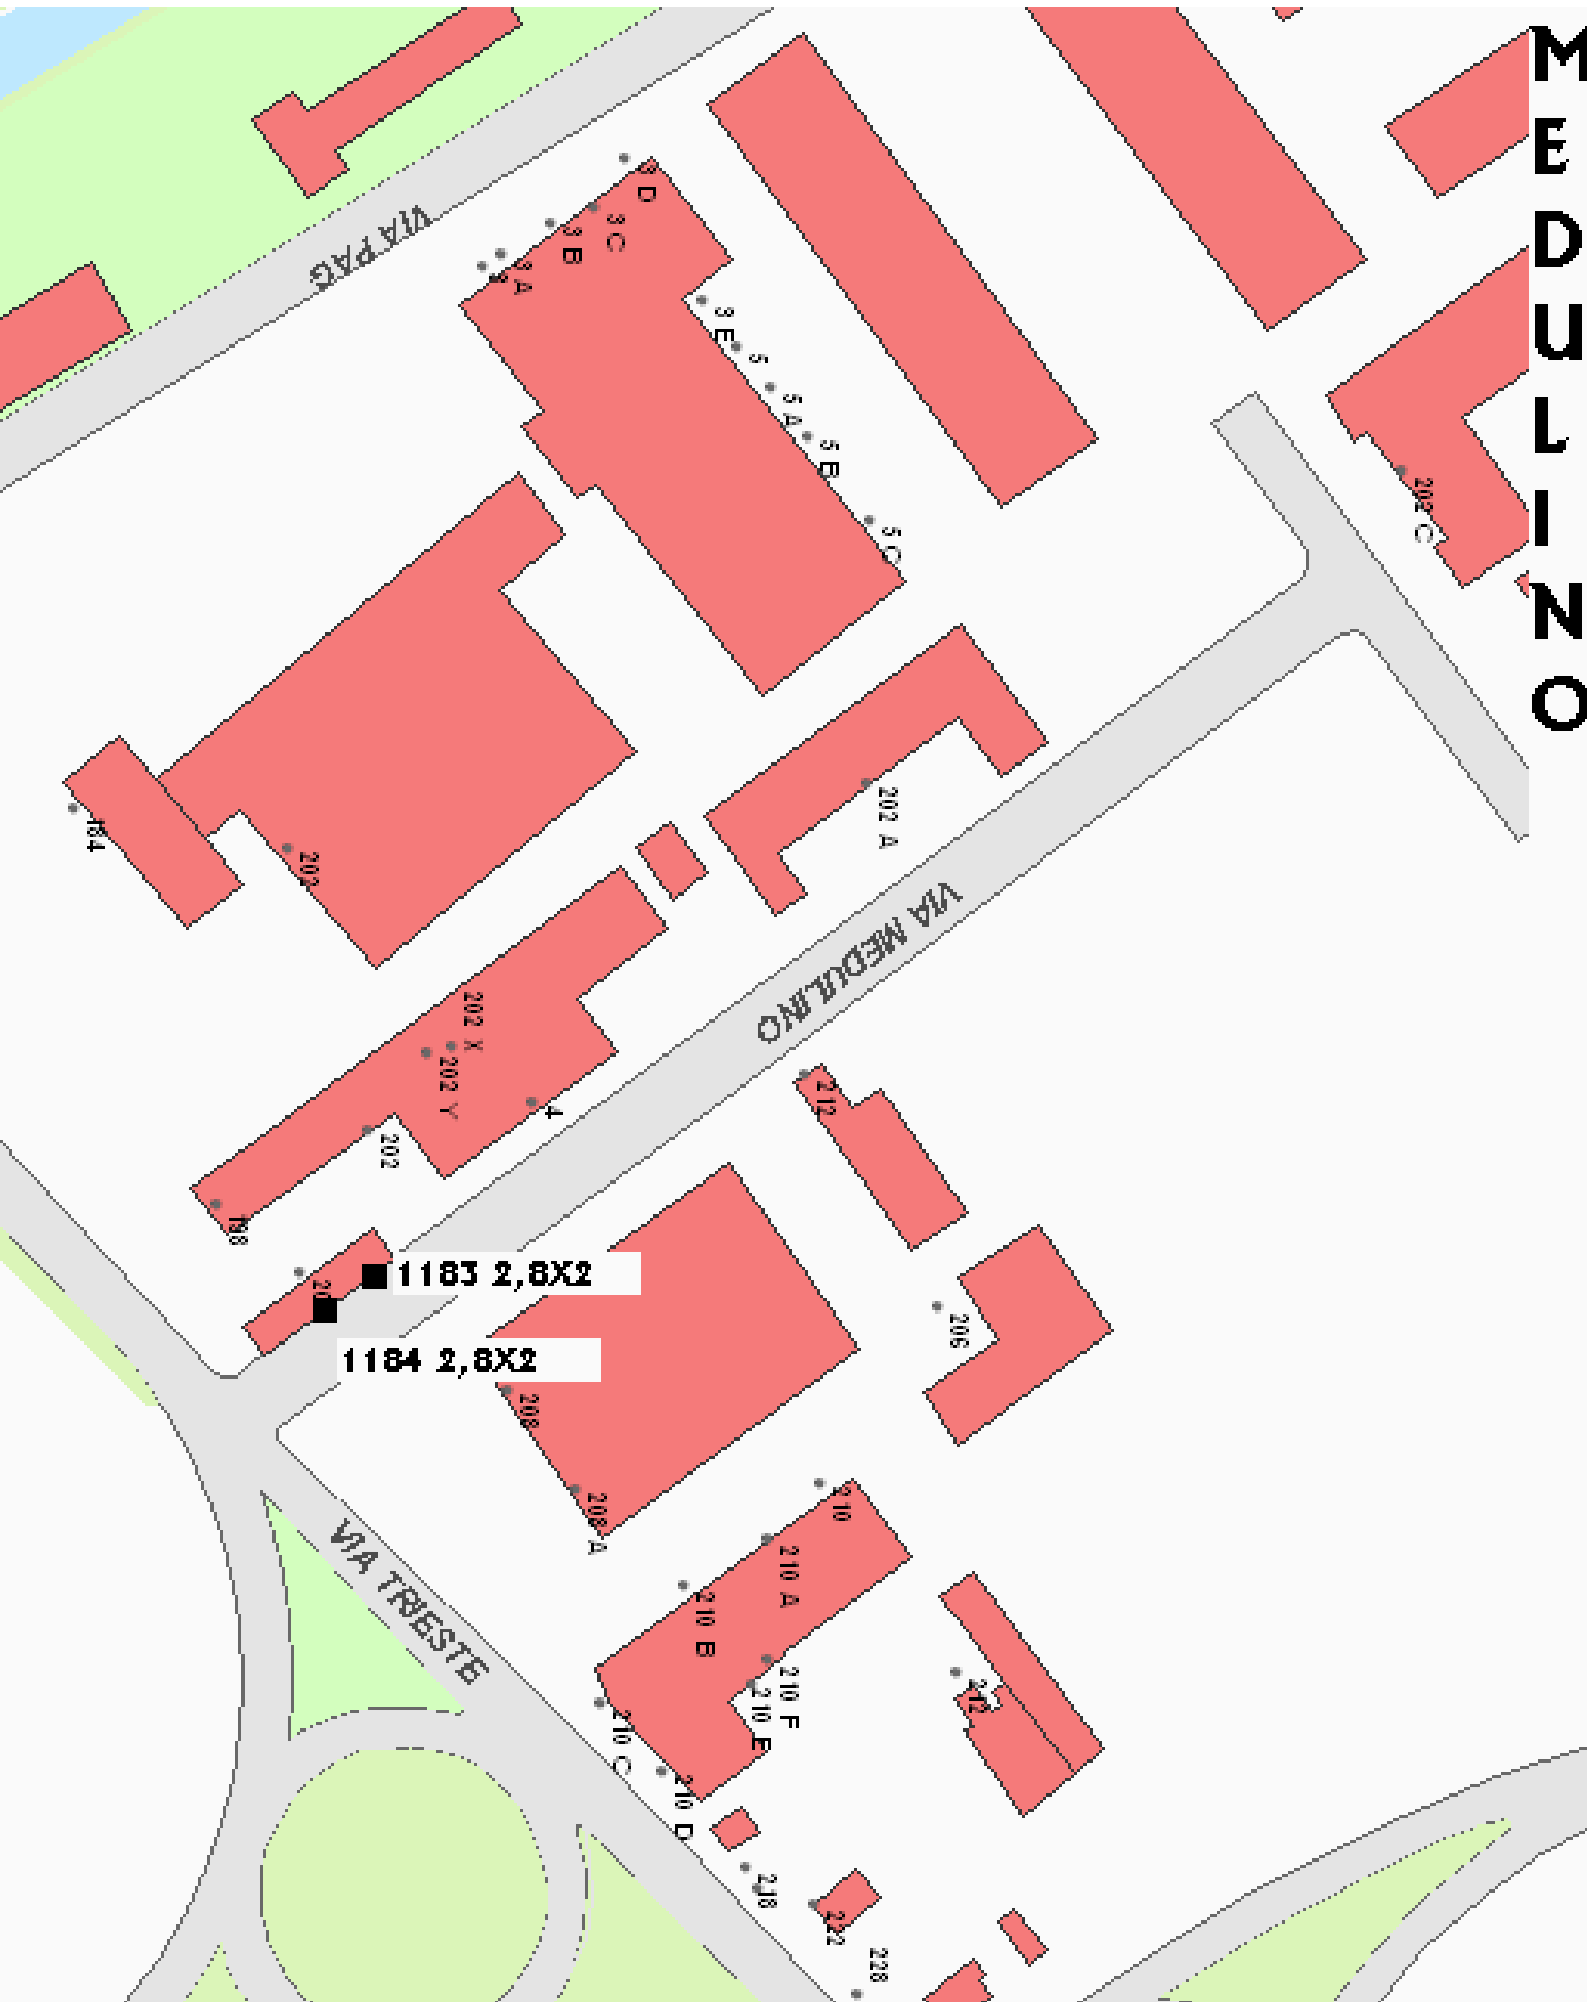 MEDULINO
3 D
3 C
3 B
3 A
VIA PAG
3 E
5
5 A
5 B
5 C
202 C
184
202
202 A
VIA MEDULINO
202 X
202 Y
4
202
198
212
1183 2,8X2
1184 2,8X2
206
208
208 A
210
210 A
210 B
VIA TRIESTE
210 F
210 E
210 C
210 D
212
218
222
228